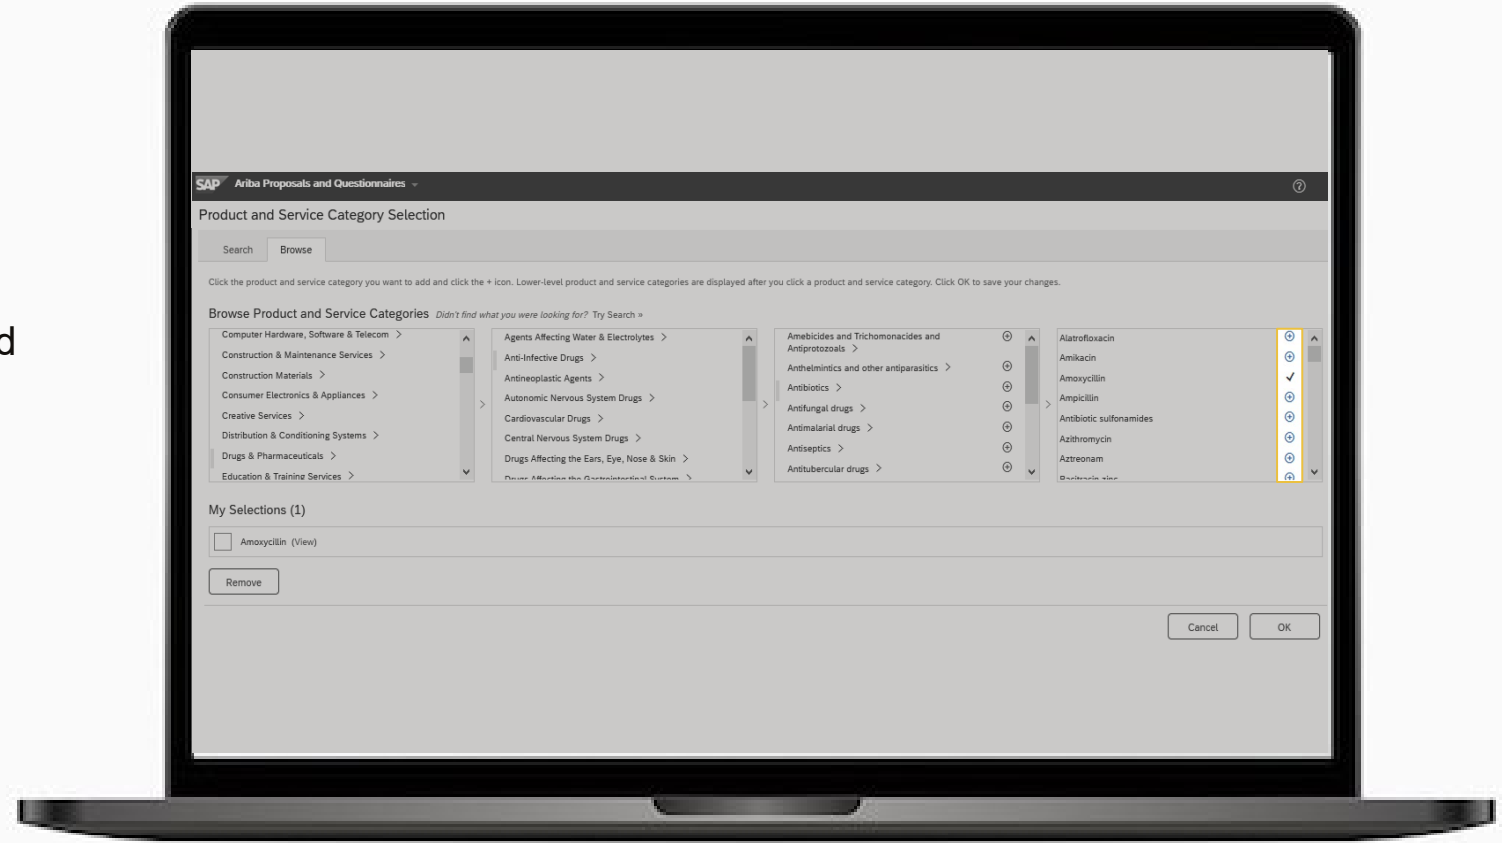 d
SAP Ariba Proposals and Questionnaires
Product and Service Category Selection
Search Browse
Click the product and service category you want to add and click the + icon. Lower-level product and service categories are displayed after you click a product and service category. Click OK to save your changes.
Browse Product and Service Categories Didn't find what you were looking for? Try Search »
Computer Hardware, Software & Telecom >
Construction & Maintenance Services >
Construction Materials >
Consumer Electronics & Appliances >
Creative Services >
Distribution & Conditioning Systems >
Drugs & Pharmaceuticals >
Education & Training Services >
Agents Affecting Water & Electrolytes >
Anti-Infective Drugs >
Antineoplastic Agents >
Autonomic Nervous System Drugs >
Cardiovascular Drugs >
Central Nervous System Drugs >
Drugs Affecting the Ears, Eye, Nose & Skin >
Drugs Affecting the Gastrointestinal System >
Amebicides and Trichomonacides and
Antiprotozoals >
Anthelmintics and other antiparasitics >
Antibiotics >
Antifungal drugs >
Antimalarial drugs >
Antiseptics >
Antitubercular drugs >
Alatrofloxacin
Amikacin
Amoxycillin
Ampicillin
Antibiotic sulfonamides
Azithromycin
Aztreonam
Bacitracin zinc
My Selections (1)
Amoxycillin (View)
Remove
Cancel OK